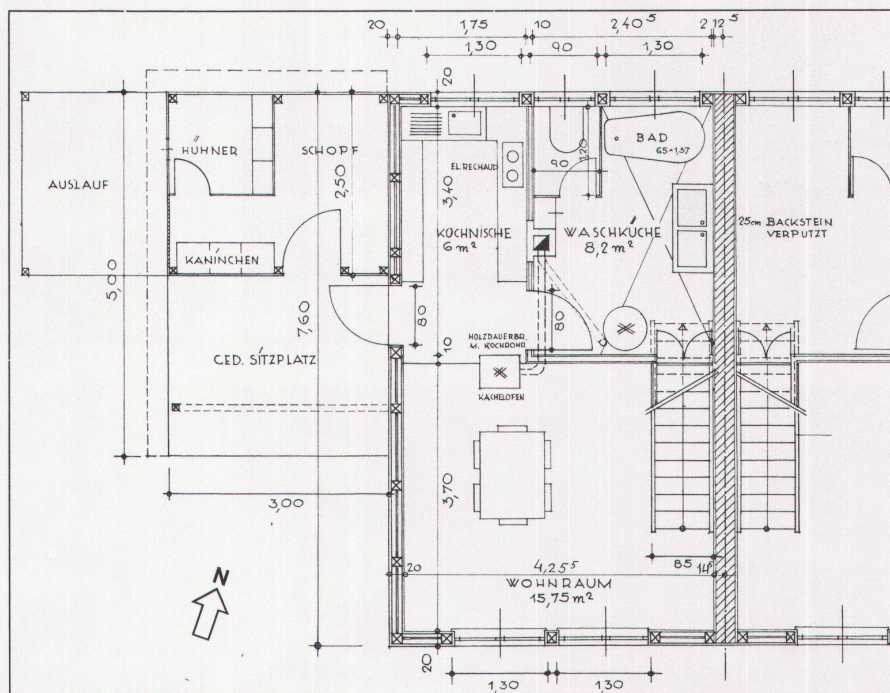 20 1,75 10 2,40⁵ 2 12⁵
1,30 90 1,30
20
HÜHNER
SCHOPF
AUSLAUF
2,50
KANINCHEN
5,00
7,60
GED. SITZPLATZ
3,00
EL. RECHAUD
3,40
KOCHNISCHE
6 m²
90
120
BAD
65×1,57
WASCHKÜCHE
8,2 m²
25cm BACKSTEIN
VERPUTZT
80
80
10
HOLZDAUERBR.
M. KOCHROHR
KACHELOFEN
3,70
20
4,25⁵
85
14⁵
WOHNRAUM
15,75 m²
N
20
1,30 1,30